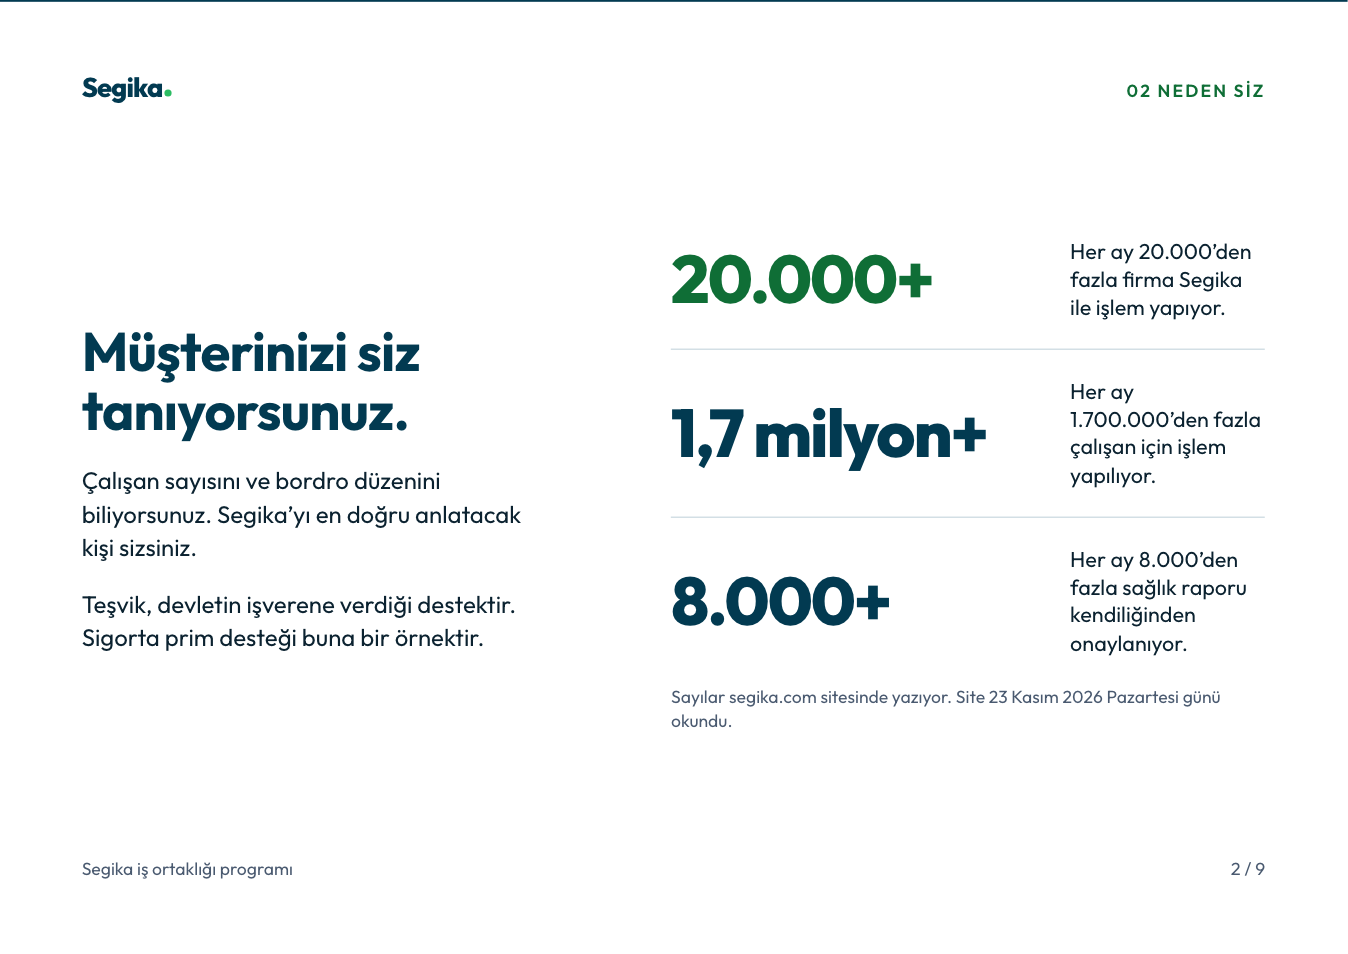 Segika.
02 NEDEN SİZ
Müşterinizi siz
tanıyorsunuz.
Çalışan sayısını ve bordro düzenini
biliyorsunuz. Segika’yı en doğru anlatacak
kişi sizsiniz.
Teşvik, devletin işverene verdiği destektir.
Sigorta prim desteği buna bir örnektir.
20.000+
Her ay 20.000’den
fazla firma Segika
ile işlem yapıyor.
1,7 milyon+
Her ay
1.700.000’den fazla
çalışan için işlem
yapılıyor.
8.000+
Her ay 8.000’den
fazla sağlık raporu
kendiliğinden
onaylanıyor.
Sayılar segika.com sitesinde yazıyor. Site 23 Kasım 2026 Pazartesi günü
okundu.
Segika iş ortaklığı programı
2 / 9